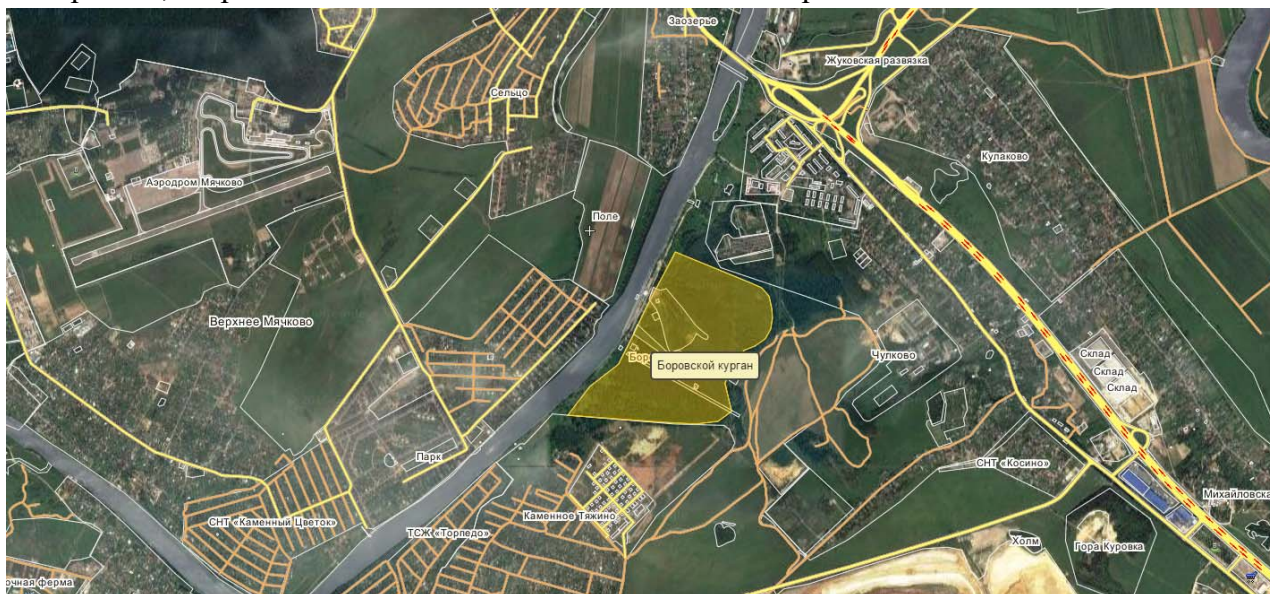 Заозерье
Жуковская развязка
Сельцо
Кулаково
Аэродром Мячково
Поле
Верхнее Мячково
Боровской курган
Чулково
Склад
Склад
Склад
Парк
СНТ «Косино»
Михайловска
СНТ «Каменный Цветок»
ТСЖ «Торпедо»
Каменное Тяжино
Холм
Гора Куровка
очная ферма